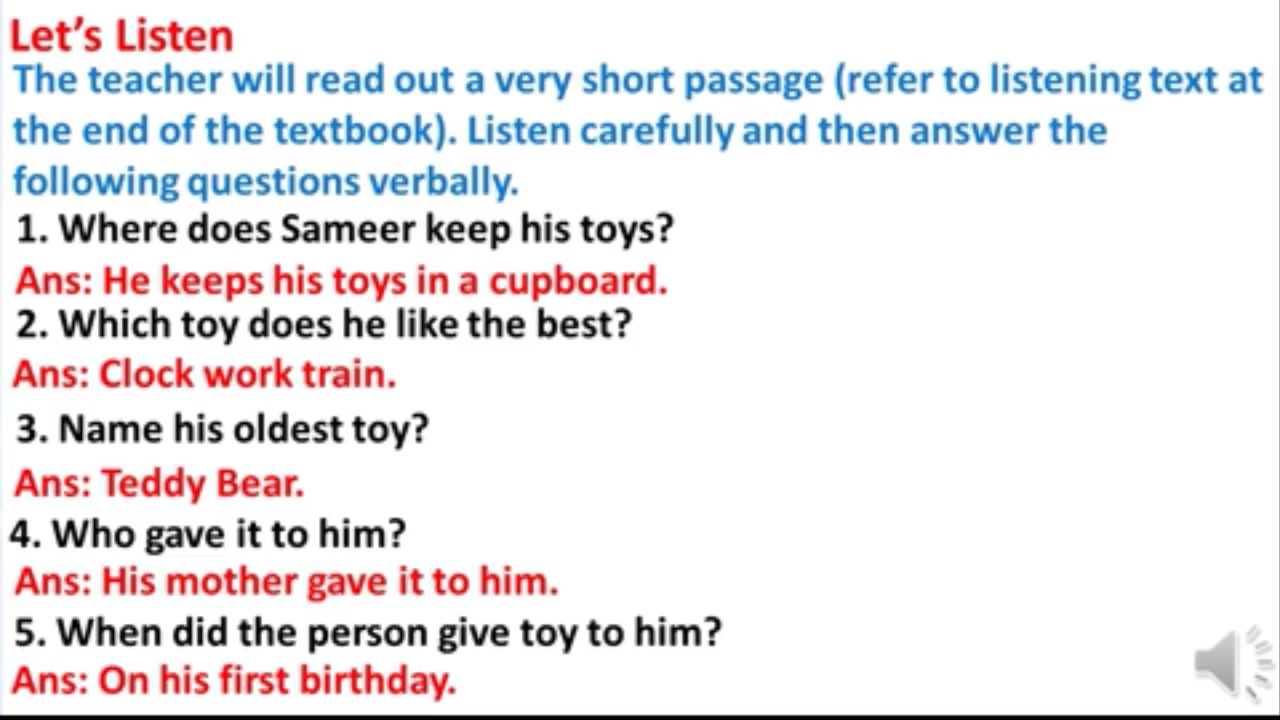 Let's Listen
The teacher will read out a very short passage (refer to listening text at
the end of the textbook). Listen carefully and then answer the
following questions verbally.
1. Where does Sameer keep his toys?
Ans: He keeps his toys in a cupboard.
2. Which toy does he like the best?
Ans: Clock work train.
3. Name his oldest toy?
Ans: Teddy Bear.
4. Who gave it to him?
Ans: His mother gave it to him.
5. When did the person give toy to him?
Ans: On his first birthday.